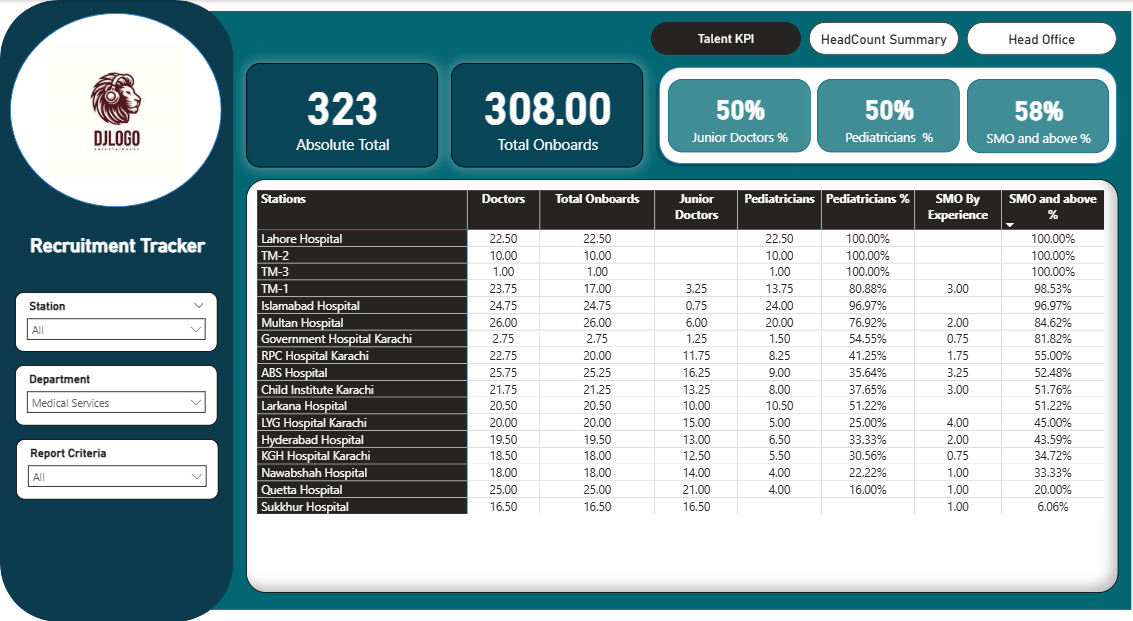 Talent KPI
HeadCount Summary
Head Office
DJLOGO
ENTERTAINMENT
Recruitment Tracker
Station
All
Department
Medical Services
Report Criteria
All
323
Absolute Total
308.00
Total Onboards
50%
Junior Doctors %
50%
Pediatricians %
58%
SMO and above %
Stations Doctors Total Onboards Junior Doctors Pediatricians Pediatricians % SMO By Experience SMO and above %
Lahore Hospital 22.50 22.50 22.50 100.00% 100.00%
TM-2 10.00 10.00 10.00 100.00% 100.00%
TM-3 1.00 1.00 1.00 100.00% 100.00%
TM-1 23.75 17.00 3.25 13.75 80.88% 3.00 98.53%
Islamabad Hospital 24.75 24.75 0.75 24.00 96.97% 96.97%
Multan Hospital 26.00 26.00 6.00 20.00 76.92% 2.00 84.62%
Government Hospital Karachi 2.75 2.75 1.25 1.50 54.55% 0.75 81.82%
RPC Hospital Karachi 22.75 20.00 11.75 8.25 41.25% 1.75 55.00%
ABS Hospital 25.75 25.25 16.25 9.00 35.64% 3.25 52.48%
Child Institute Karachi 21.75 21.25 13.25 8.00 37.65% 3.00 51.76%
Larkana Hospital 20.50 20.50 10.00 10.50 51.22% 51.22%
LYG Hospital Karachi 20.00 20.00 15.00 5.00 25.00% 4.00 45.00%
Hyderabad Hospital 19.50 19.50 13.00 6.50 33.33% 2.00 43.59%
KGH Hospital Karachi 18.50 18.00 12.50 5.50 30.56% 0.75 34.72%
Nawabshah Hospital 18.00 18.00 14.00 4.00 22.22% 1.00 33.33%
Quetta Hospital 25.00 25.00 21.00 4.00 16.00% 1.00 20.00%
Sukkhur Hospital 16.50 16.50 16.50 1.00 6.06%